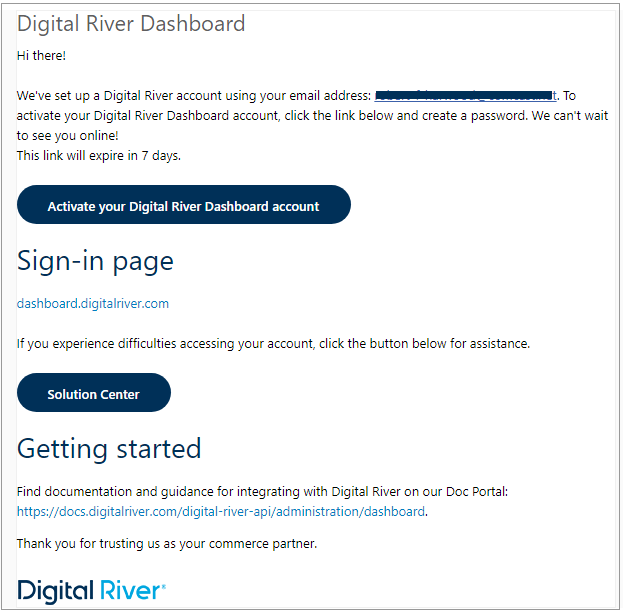 Digital River Dashboard
Hi there!
We've set up a Digital River account using your email address: . To
activate your Digital River Dashboard account, click the link below and create a password. We can't wait
to see you online!
This link will expire in 7 days.
Activate your Digital River Dashboard account
Sign-in page
dashboard.digitalriver.com
If you experience difficulties accessing your account, click the button below for assistance.
Solution Center
Getting started
Find documentation and guidance for integrating with Digital River on our Doc Portal:
https://docs.digitalriver.com/digital-river-api/administration/dashboard.
Thank you for trusting us as your commerce partner.
Digital River®